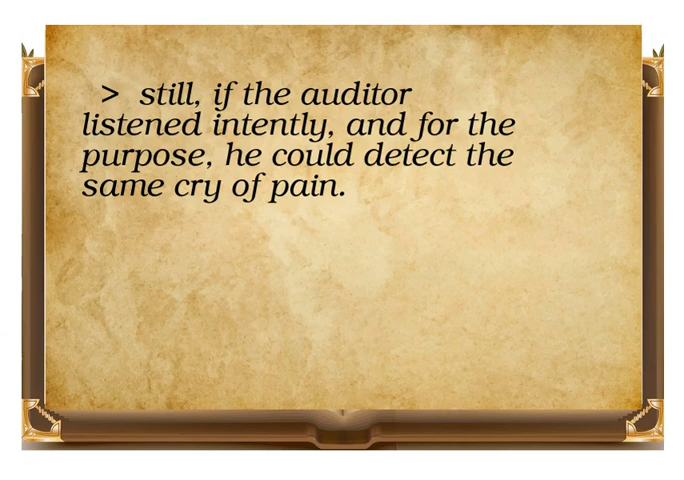 > still, if the auditor
listened intently, and for the
purpose, he could detect the
same cry of pain.